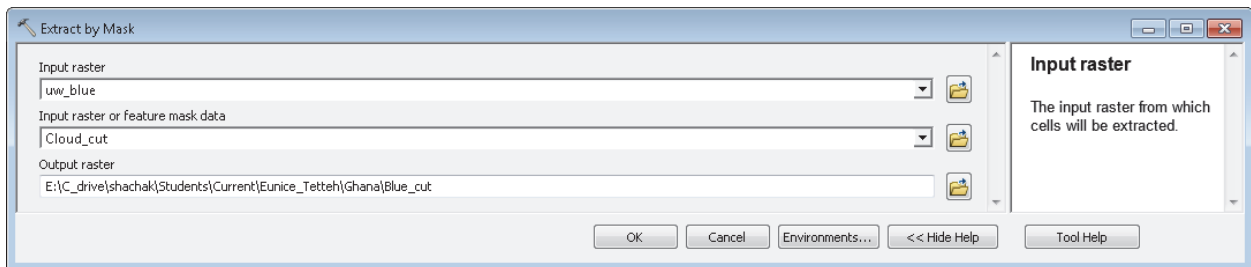 Extract by Mask
Input raster
uw_blue
Input raster or feature mask data
Cloud_cut
Output raster
E:\C_drive\shachak\Students\Current\Eunice_Tetteh\Ghana\Blue_cut
OK
Cancel
Environments...
<< Hide Help
Input raster
The input raster from which
cells will be extracted.
Tool Help